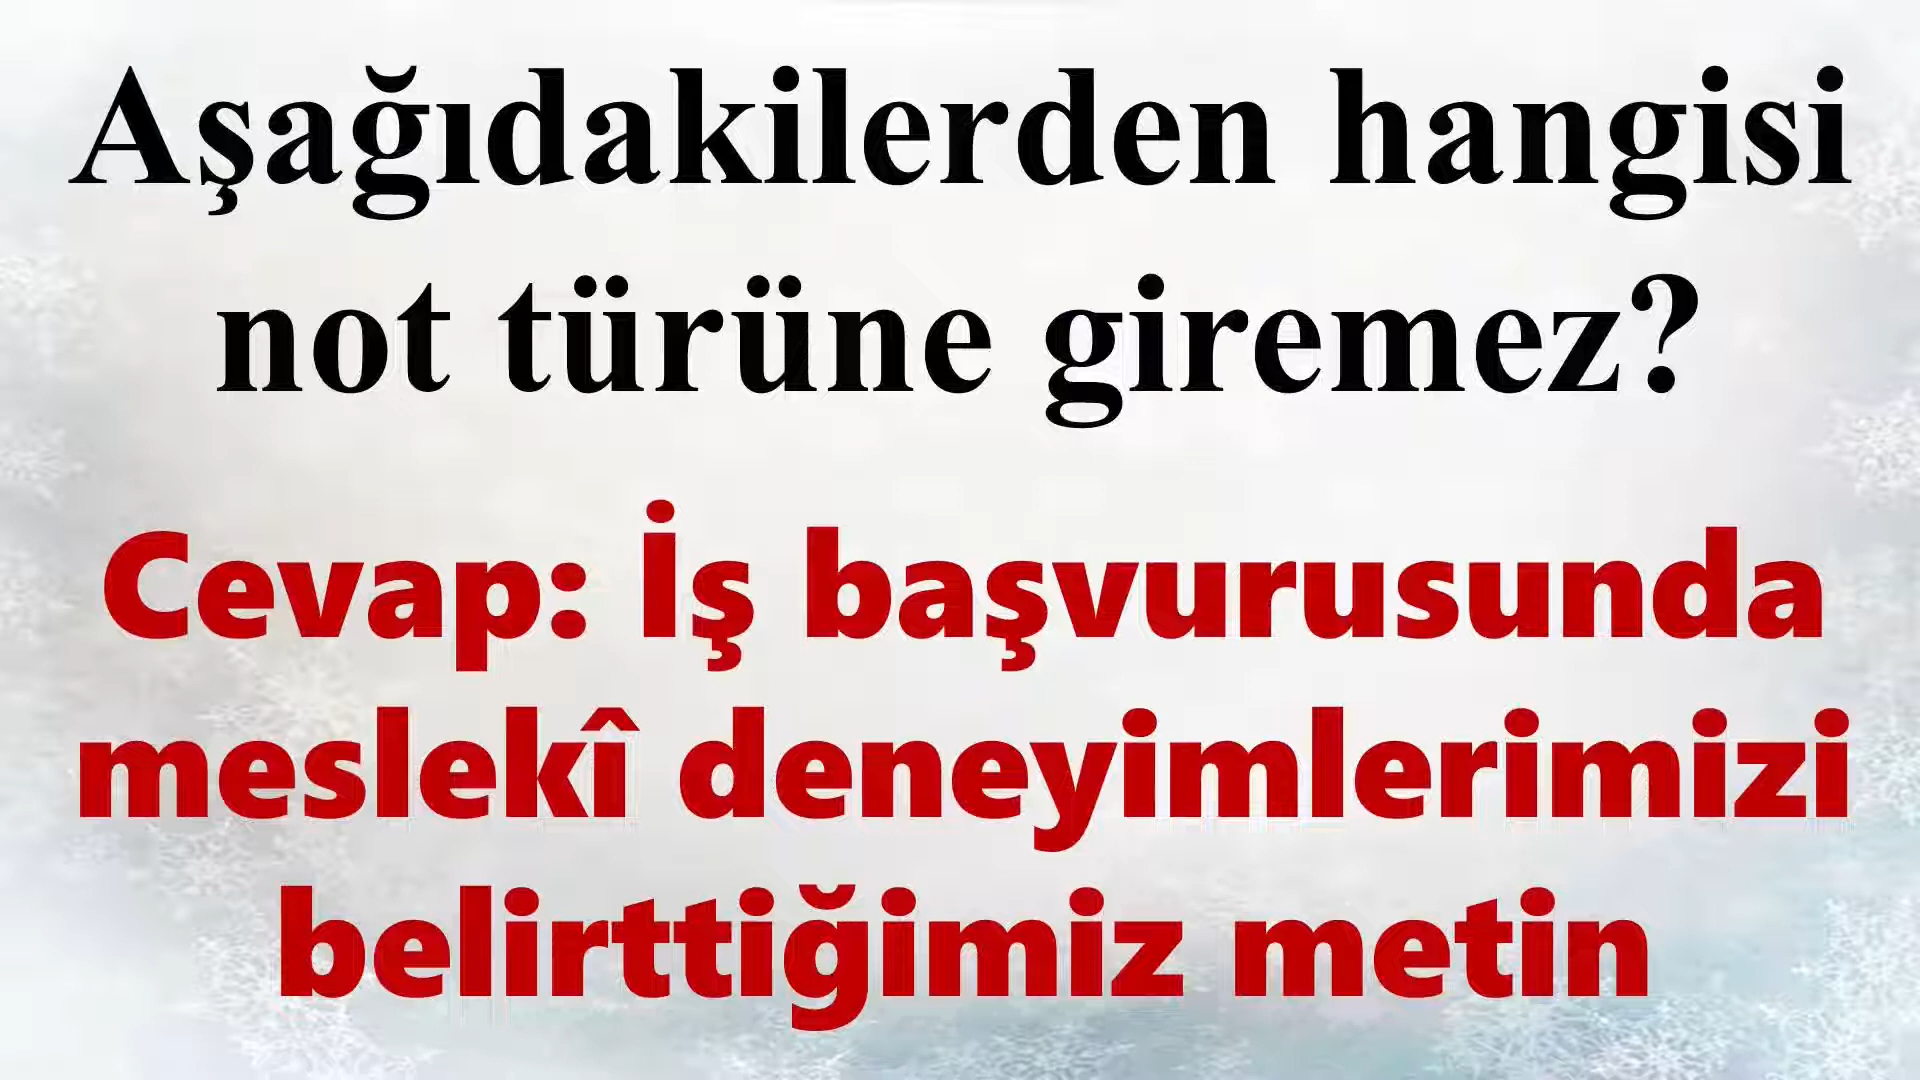 Aşağıdakilerden hangisi
not türüne giremez?
Cevap: İş başvurusunda
meslekî deneyimlerimizi
belirttiğimiz metin